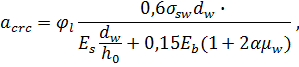 a_crc = φ_l (0,6σ_sw d_w ·) / (E_s (d_w / h_0) + 0,15E_b(1 + 2αμ_w)) ,